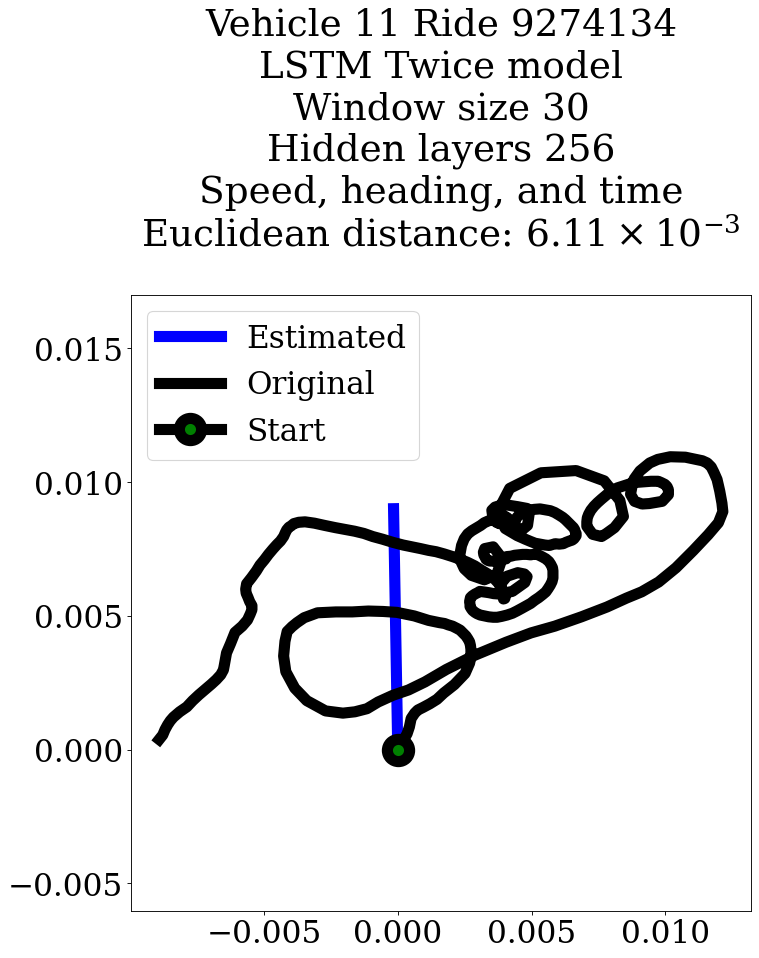 Vehicle 11 Ride 9274134
LSTM Twice model
Window size 30
Hidden layers 256
Speed, heading, and time
Euclidean distance: 6.11 × 10⁻³
Estimated
Original
Start
0.015
0.010
0.005
0.000
−0.005
−0.005 0.000 0.005 0.010